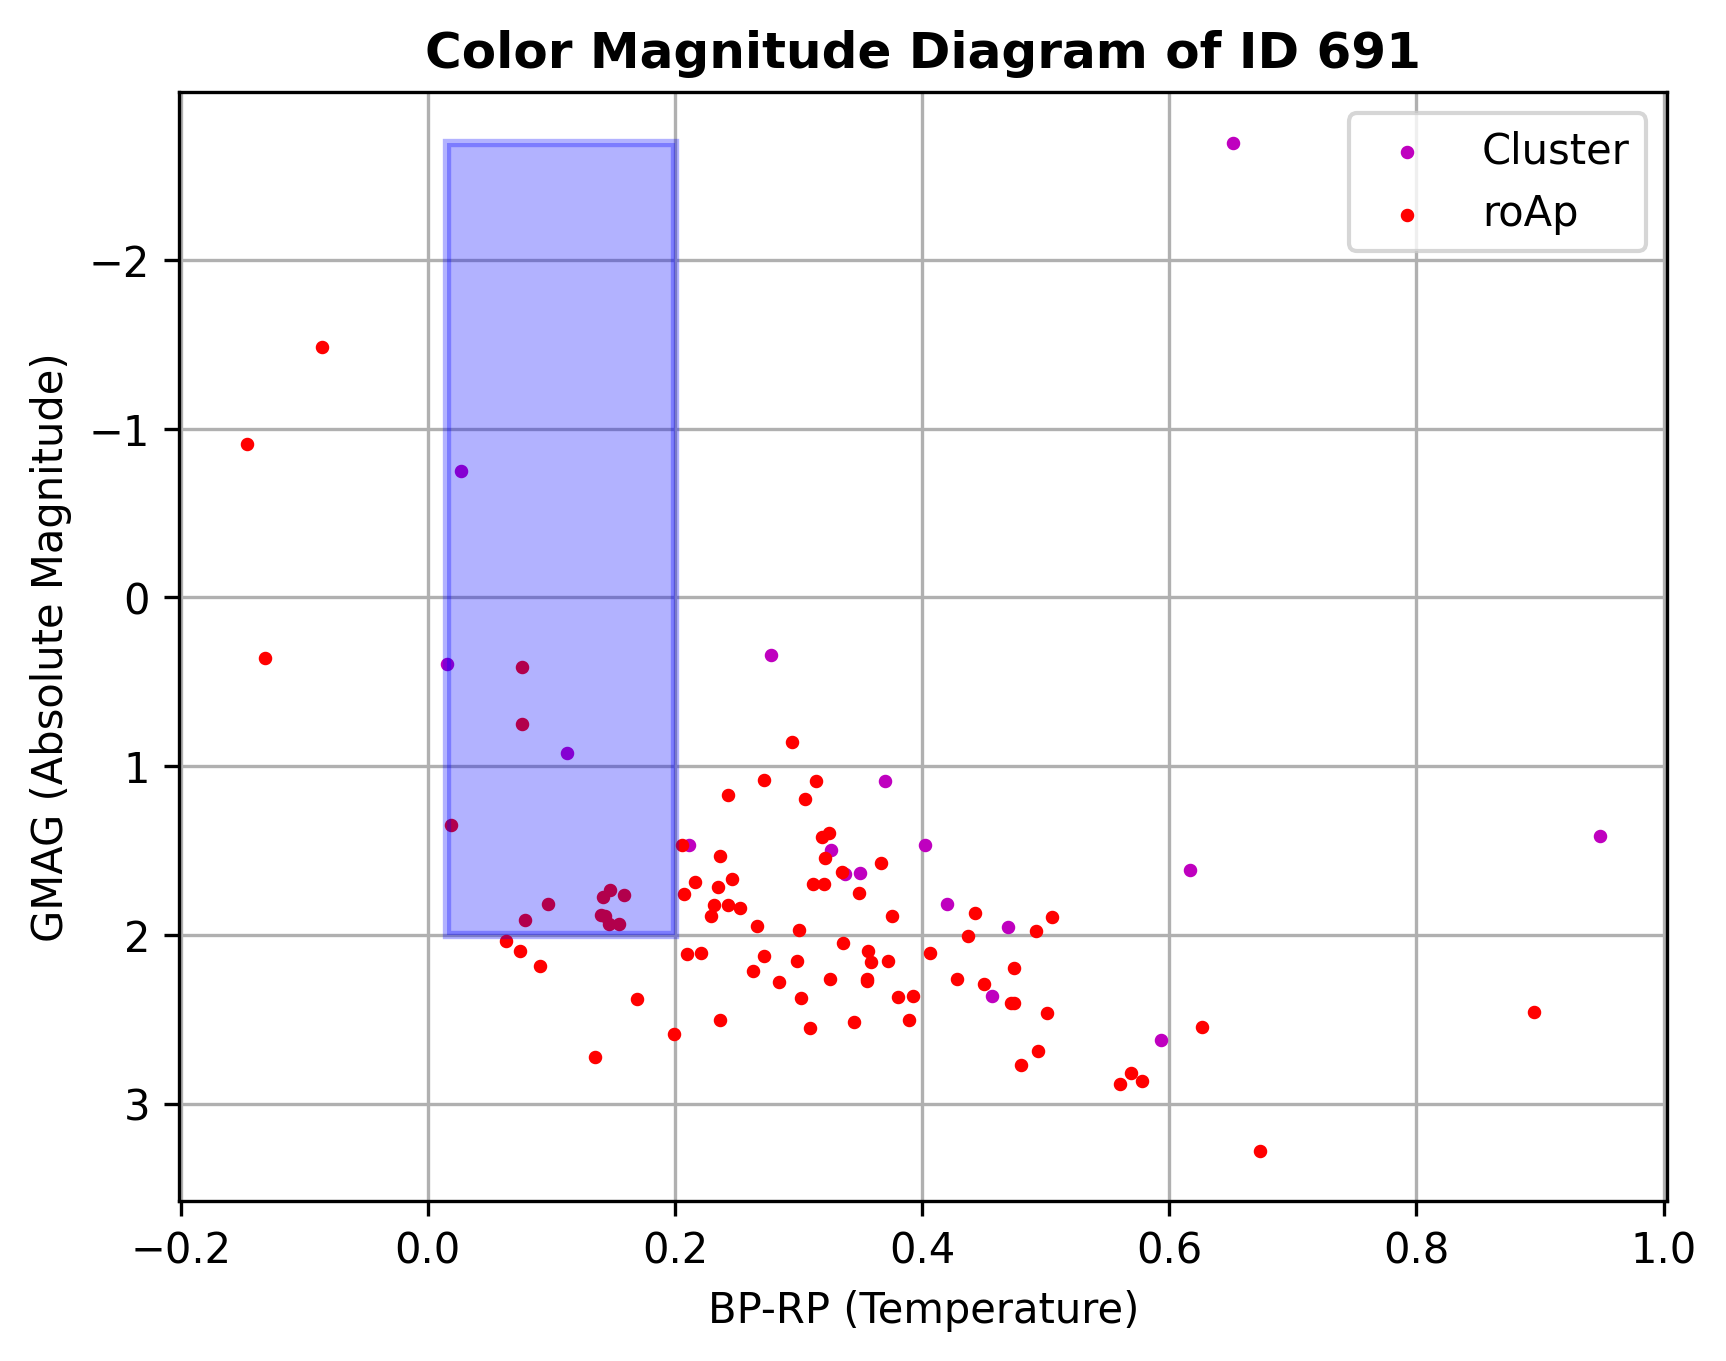 Color Magnitude Diagram of ID 691
Cluster
roAp
GMAG (Absolute Magnitude)
−2
−1
0
1
2
3
−0.2 0.0 0.2 0.4 0.6 0.8 1.0
BP-RP (Temperature)